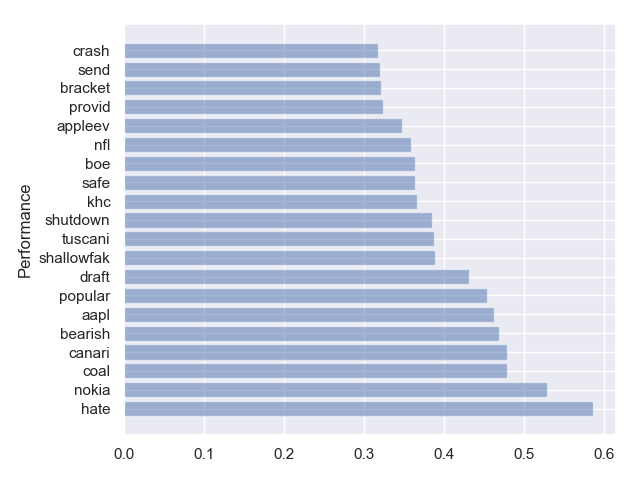 crash
send
bracket
provid
appleev
nfl
boe
safe
khc
shutdown
tuscani
shallowfak
draft
popular
aapl
bearish
canari
coal
nokia
hate
Performance
0.0 0.1 0.2 0.3 0.4 0.5 0.6